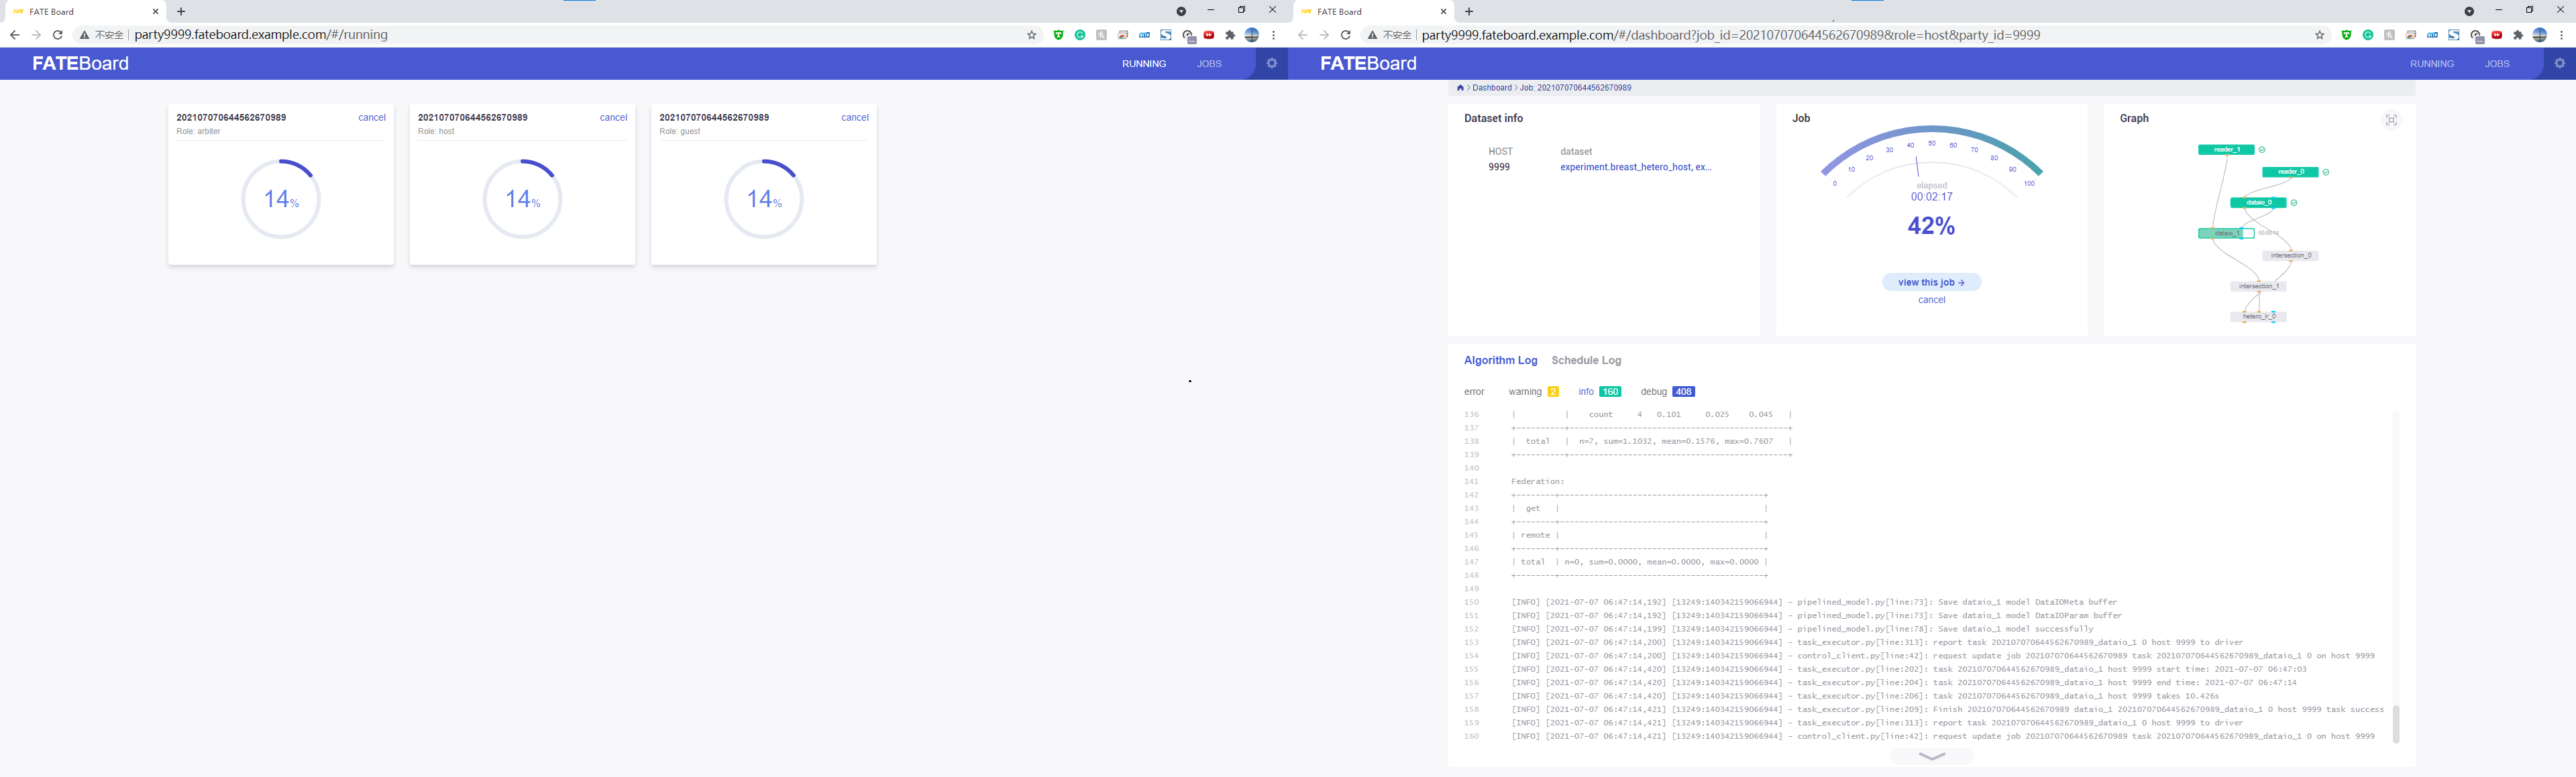 FATE Board
不安全
party9999.fateboard.example.com/#/running
FATEBoard
RUNNING
JOBS
202107070644562670989
cancel
Role: arbiter
14%
202107070644562670989
cancel
Role: host
14%
202107070644562670989
cancel
Role: guest
14%
FATE Board
不安全
party9999.fateboard.example.com/#/dashboard?job_id=202107070644562670989&role=host&party_id=9999
FATEBoard
RUNNING
JOBS
Dashboard
Job: 202107070644562670989
Dataset info
HOST
dataset
9999
experiment.breast_hetero_host, ex...
Job
0
10
20
30
40
50
60
70
80
90
100
elapsed
00:02:17
42%
view this job
cancel
Graph
reader_1
reader_0
dataio_0
dataio_1
00:00:14
intersection_0
intersection_1
hetero_lr_0
Algorithm Log
Schedule Log
error
warning 2
info 160
debug 408
136 | | count 4 0.101 0.025 0.045 |
137 +----------+---------------------------------------------+
138 | total | n=7, sum=1.1032, mean=0.1576, max=0.7607 |
139 +----------+---------------------------------------------+
140
141 Federation:
142 +--------+------------------------------------------+
143 | get | |
144 +--------+------------------------------------------+
145 | remote | |
146 +--------+------------------------------------------+
147 | total | n=0, sum=0.0000, mean=0.0000, max=0.0000 |
148 +--------+------------------------------------------+
149
150 [INFO] [2021-07-07 06:47:14,192] [13249:140342159066944] - pipelined_model.py[line:73]: Save dataio_1 model DataIOMeta buffer
151 [INFO] [2021-07-07 06:47:14,192] [13249:140342159066944] - pipelined_model.py[line:73]: Save dataio_1 model DataIOParam buffer
152 [INFO] [2021-07-07 06:47:14,199] [13249:140342159066944] - pipelined_model.py[line:78]: Save dataio_1 model successfully
153 [INFO] [2021-07-07 06:47:14,200] [13249:140342159066944] - task_executor.py[line:313]: report task 202107070644562670989_dataio_1 0 host 9999 to driver
154 [INFO] [2021-07-07 06:47:14,200] [13249:140342159066944] - control_client.py[line:42]: request update job 202107070644562670989 task 202107070644562670989_dataio_1 0 on host 9999
155 [INFO] [2021-07-07 06:47:14,420] [13249:140342159066944] - task_executor.py[line:202]: task 202107070644562670989_dataio_1 host 9999 start time: 2021-07-07 06:47:03
156 [INFO] [2021-07-07 06:47:14,420] [13249:140342159066944] - task_executor.py[line:204]: task 202107070644562670989_dataio_1 host 9999 end time: 2021-07-07 06:47:14
157 [INFO] [2021-07-07 06:47:14,420] [13249:140342159066944] - task_executor.py[line:206]: task 202107070644562670989_dataio_1 host 9999 takes 10.426s
158 [INFO] [2021-07-07 06:47:14,421] [13249:140342159066944] - task_executor.py[line:209]: Finish 202107070644562670989 dataio_1 202107070644562670989_dataio_1 0 host 9999 task success
159 [INFO] [2021-07-07 06:47:14,421] [13249:140342159066944] - task_executor.py[line:313]: report task 202107070644562670989_dataio_1 0 host 9999 to driver
160 [INFO] [2021-07-07 06:47:14,421] [13249:140342159066944] - control_client.py[line:42]: request update job 202107070644562670989 task 202107070644562670989_dataio_1 0 on host 9999